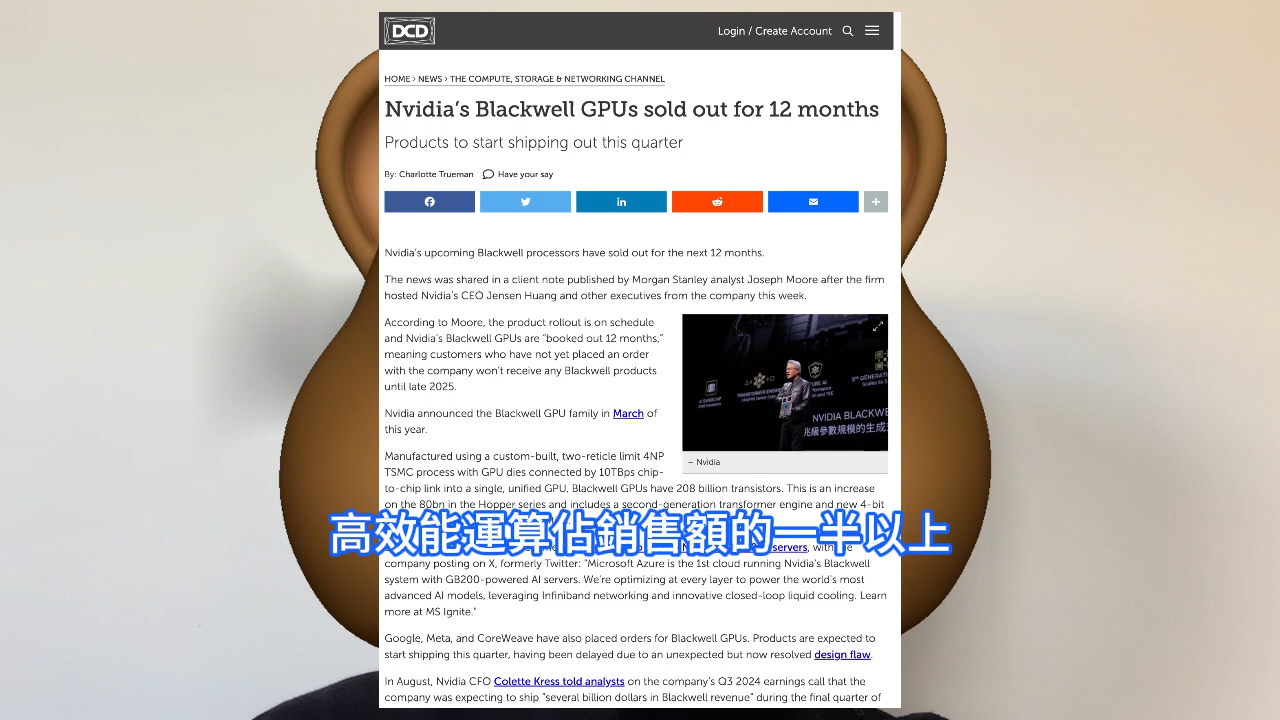 DCD
Login / Create Account
HOME › NEWS › THE COMPUTE, STORAGE & NETWORKING CHANNEL
Nvidia’s Blackwell GPUs sold out for 12 months
Products to start shipping out this quarter
By: Charlotte Trueman Have your say
Nvidia’s upcoming Blackwell processors have sold out for the next 12 months.
The news was shared in a client note published by Morgan Stanley analyst Joseph Moore after the firm
hosted Nvidia’s CEO Jensen Huang and other executives from the company this week.
According to Moore, the product rollout is on schedule
and Nvidia’s Blackwell GPUs are “booked out 12 months,”
meaning customers who have not yet placed an order
with the company won’t receive any Blackwell products
until late 2025.
NVIDIA BLACKWE
兆級參數規模的生成
– Nvidia
Nvidia announced the Blackwell GPU family in March of
this year.
Manufactured using a custom-built, two-reticle limit 4NP
TSMC process with GPU dies connected by 10TBps chip-
to-chip link into a single, unified GPU, Blackwell GPUs have 208 billion transistors. This is an increase
on the 80bn in the Hopper series and includes a second-generation transformer engine and new 4-bit
高效能運算佔銷售額的一半以上
servers, with the
company posting on X, formerly Twitter: "Microsoft Azure is the 1st cloud running Nvidia’s Blackwell
system with GB200-powered AI servers. We’re optimizing at every layer to power the world’s most
advanced AI models, leveraging Infiniband networking and innovative closed-loop liquid cooling. Learn
more at MS Ignite."
Google, Meta, and CoreWeave have also placed orders for Blackwell GPUs. Products are expected to
start shipping this quarter, having been delayed due to an unexpected but now resolved design flaw.
In August, Nvidia CFO Colette Kress told analysts on the company’s Q3 2024 earnings call that the
company was expecting to ship “several billion dollars in Blackwell revenue” during the final quarter of